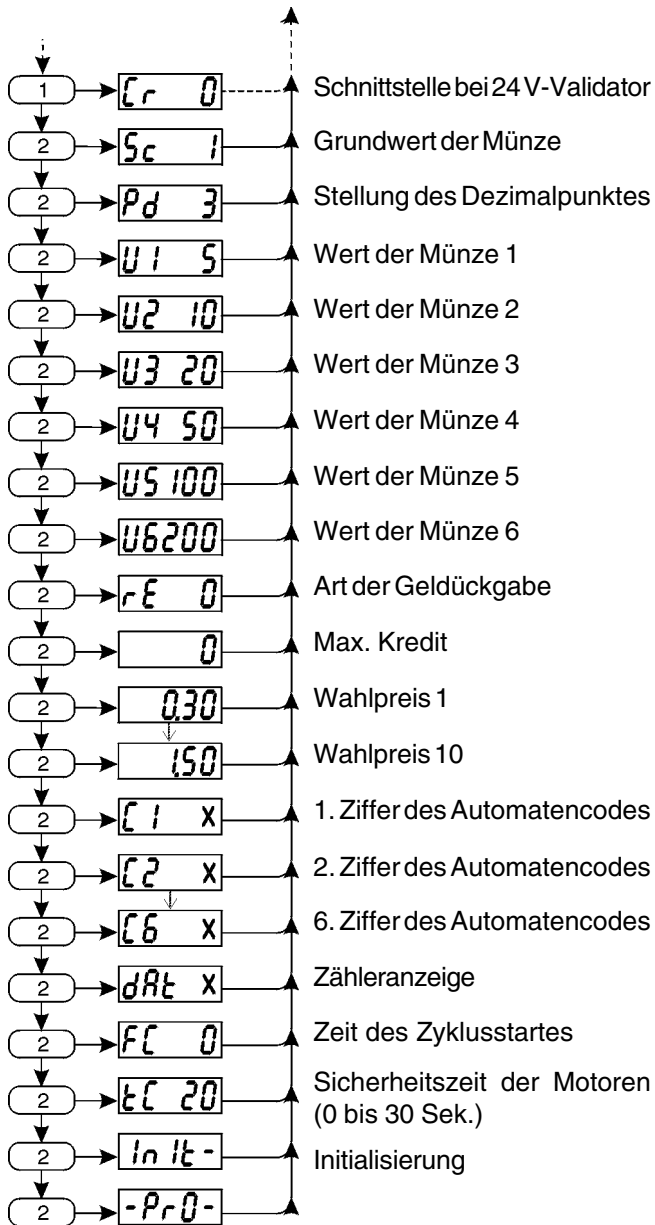 1 Cr 0 Schnittstelle bei 24 V-Validator
2 Sc 1 Grundwert der Münze
2 Pd 3 Stellung des Dezimalpunktes
2 U1 5 Wert der Münze 1
2 U2 10 Wert der Münze 2
2 U3 20 Wert der Münze 3
2 U4 50 Wert der Münze 4
2 U5 100 Wert der Münze 5
2 U6200 Wert der Münze 6
2 rE 0 Art der Geldückgabe
2 0 Max. Kredit
2 0.30 Wahlpreis 1
2 1.50 Wahlpreis 10
2 C1 X 1. Ziffer des Automatencodes
2 C2 X 2. Ziffer des Automatencodes
2 C6 X 6. Ziffer des Automatencodes
2 dAt X Zähleranzeige
2 FC 0 Zeit des Zyklusstartes
2 tC 20 Sicherheitszeit der Motoren
(0 bis 30 Sek.)
2 InIt- Initialisierung
2 -Pr0-